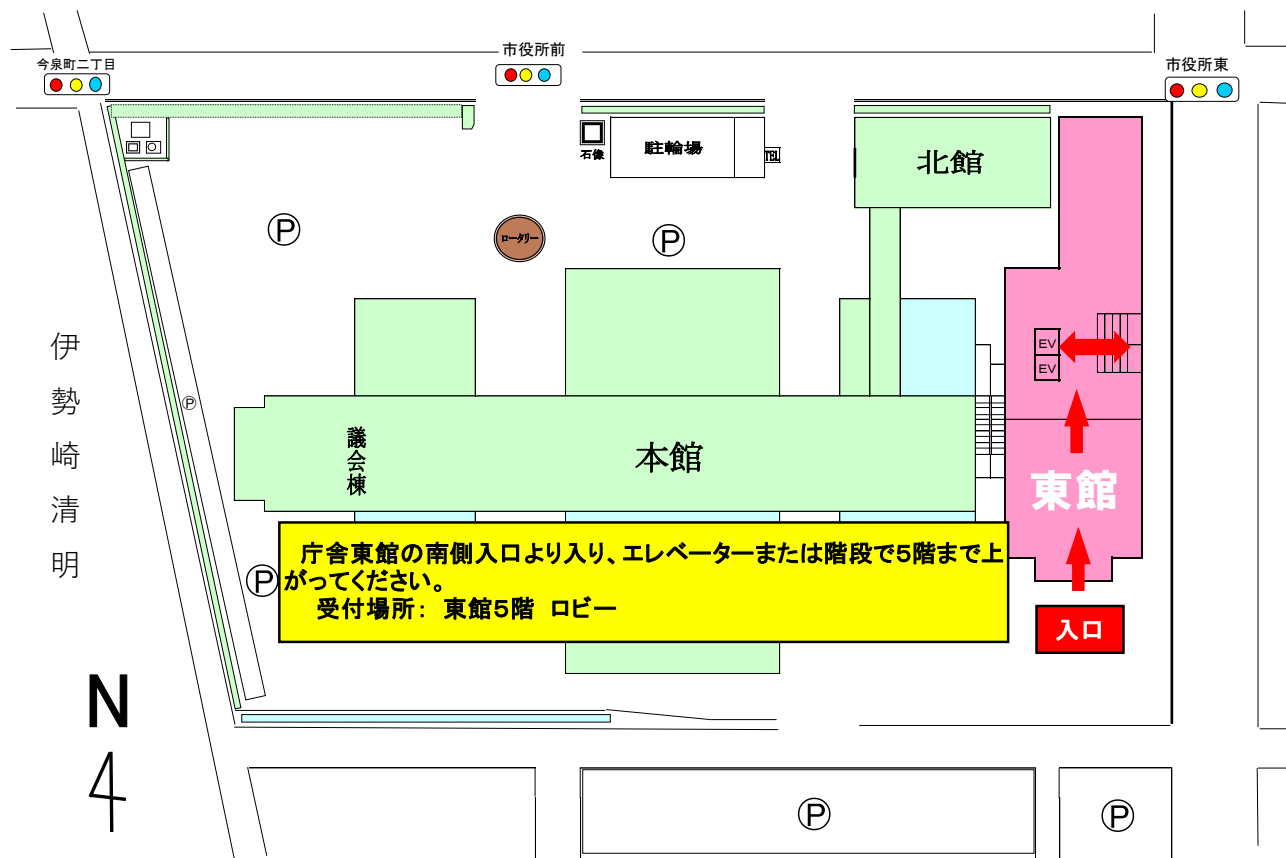 市役所前
今泉町二丁目
市役所東
石像
駐輪場
TEL
北館
P
ロータリー
P
EV
EV
伊勢崎清明
P
議会棟
本館
東館
庁舎東館の南側入口より入り、エレベーターまたは階段で5階まで上
がってください。
受付場所： 東館5階 ロビー
P
入口
N
P
P